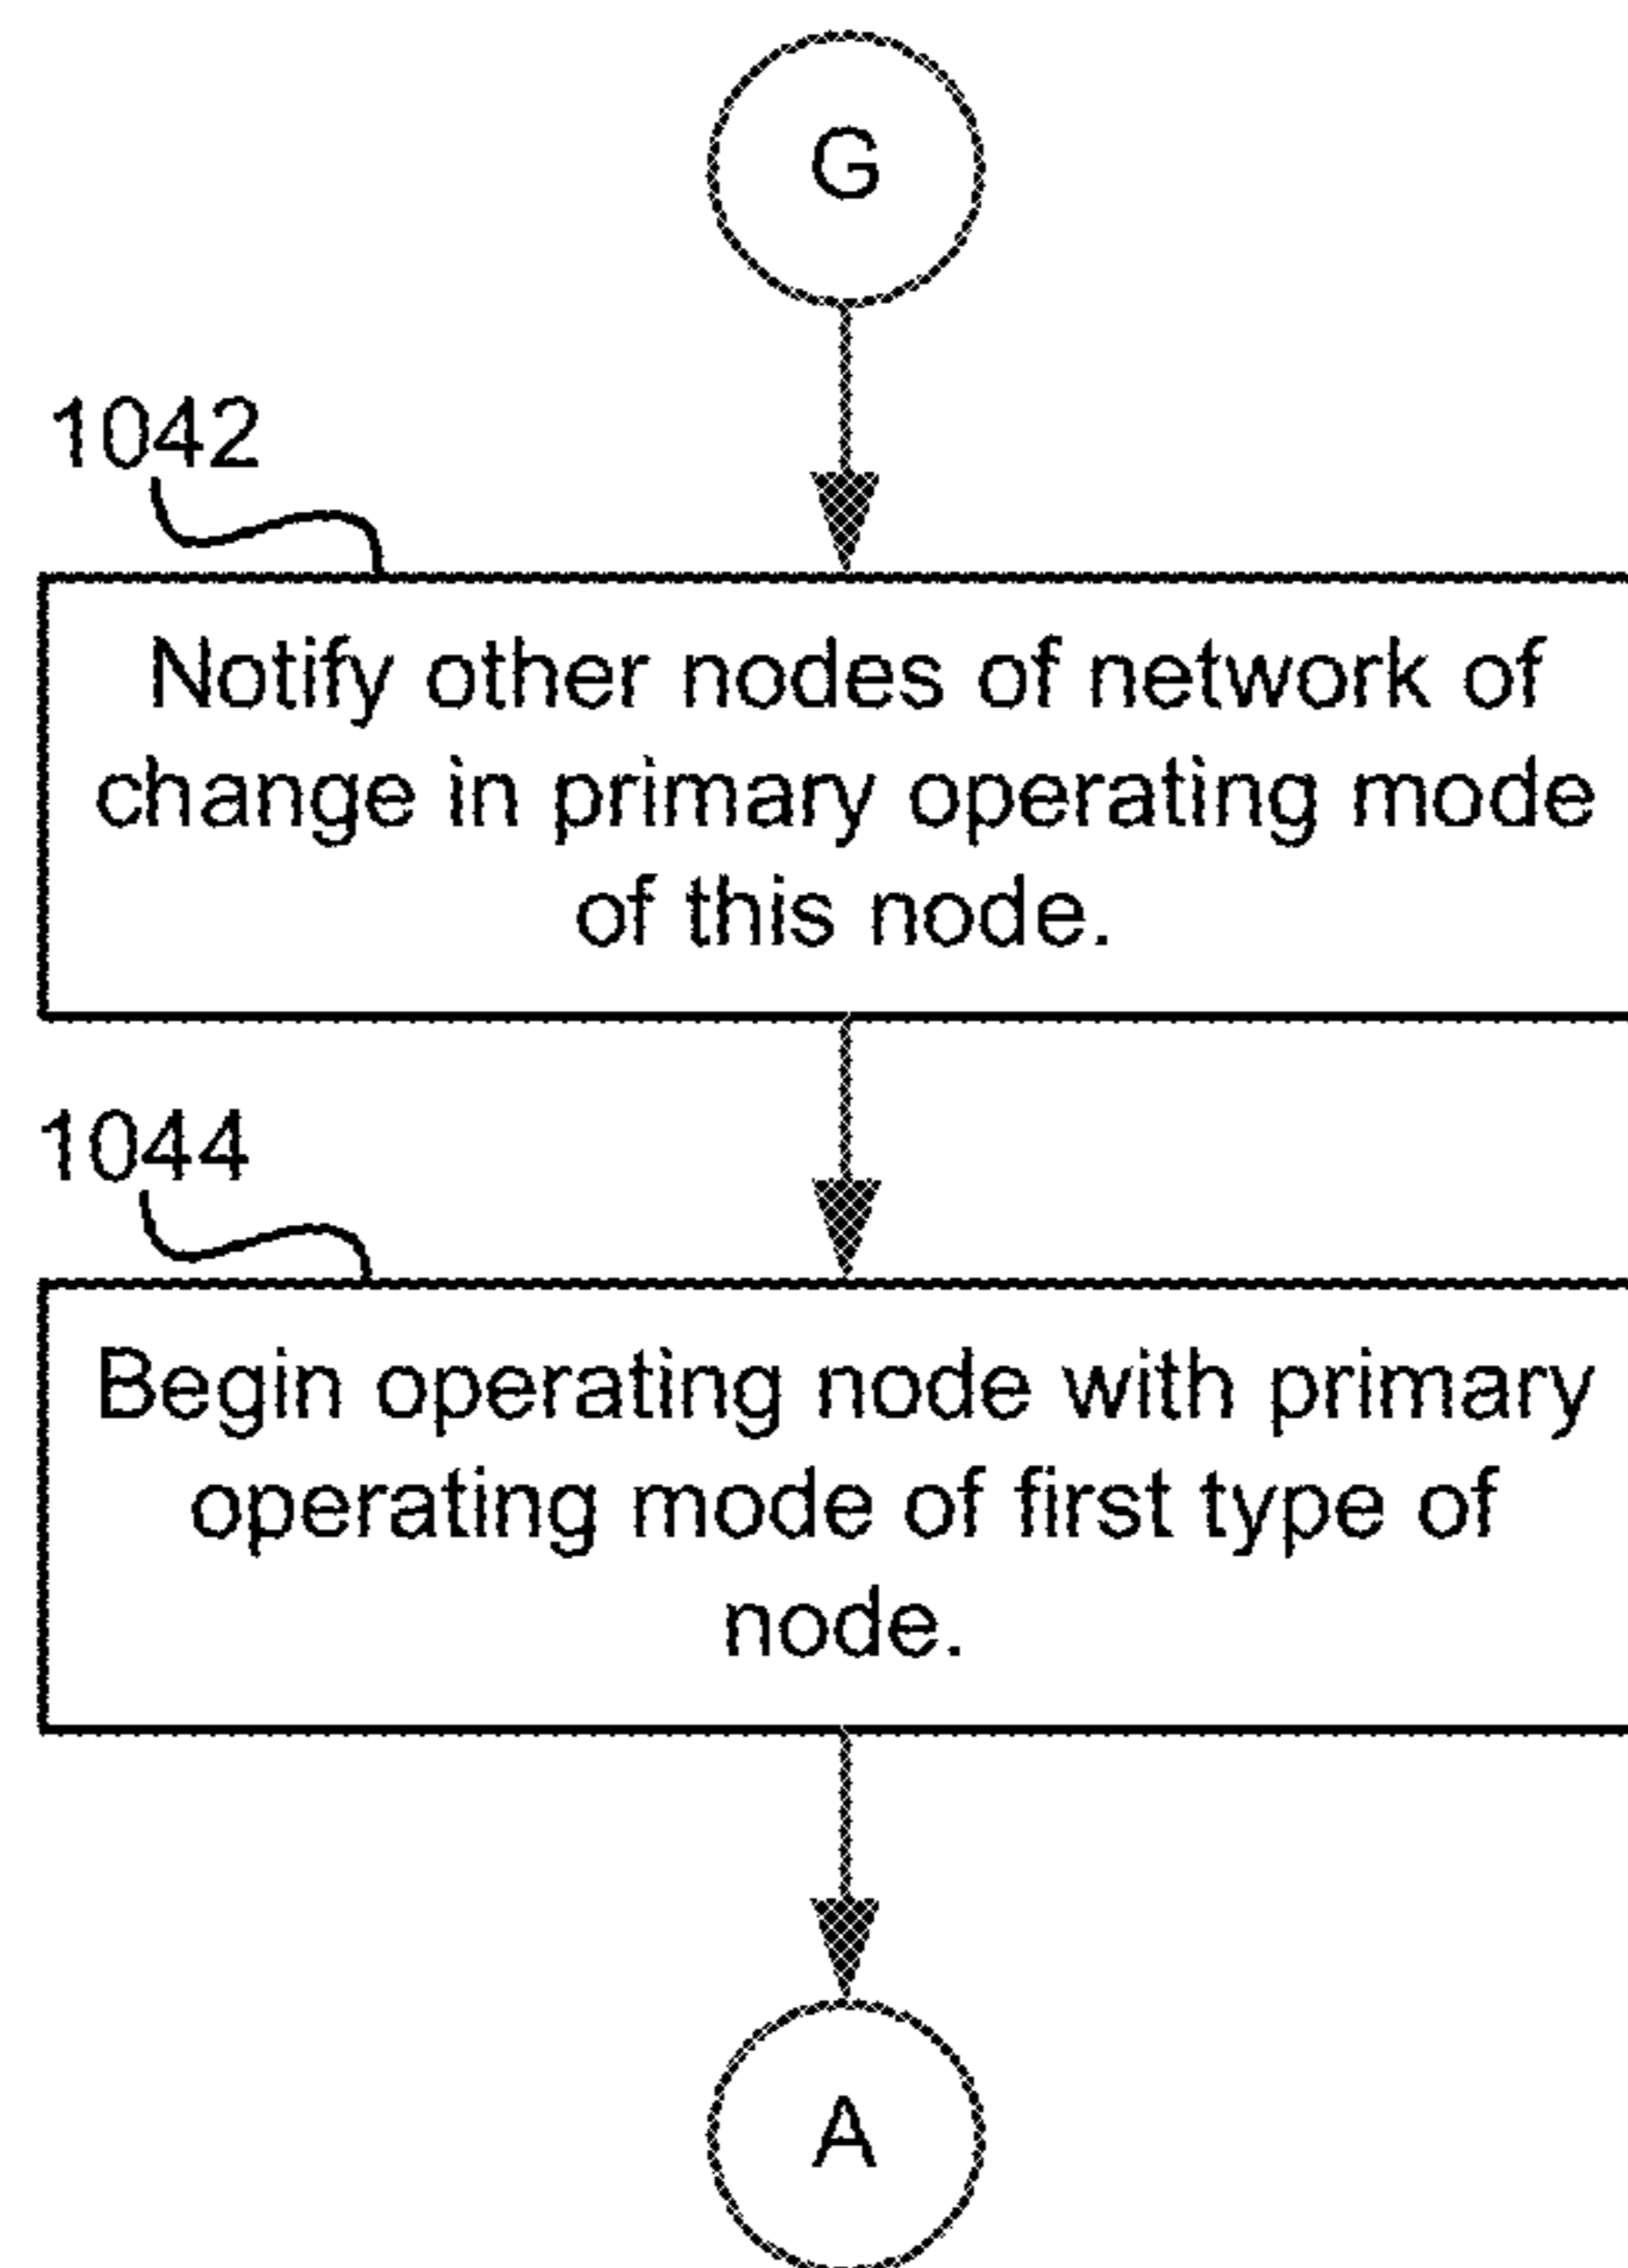 G
1042
Notify other nodes of network of
change in primary operating mode
of this node.
1044
Begin operating node with primary
operating mode of first type of
node.
A